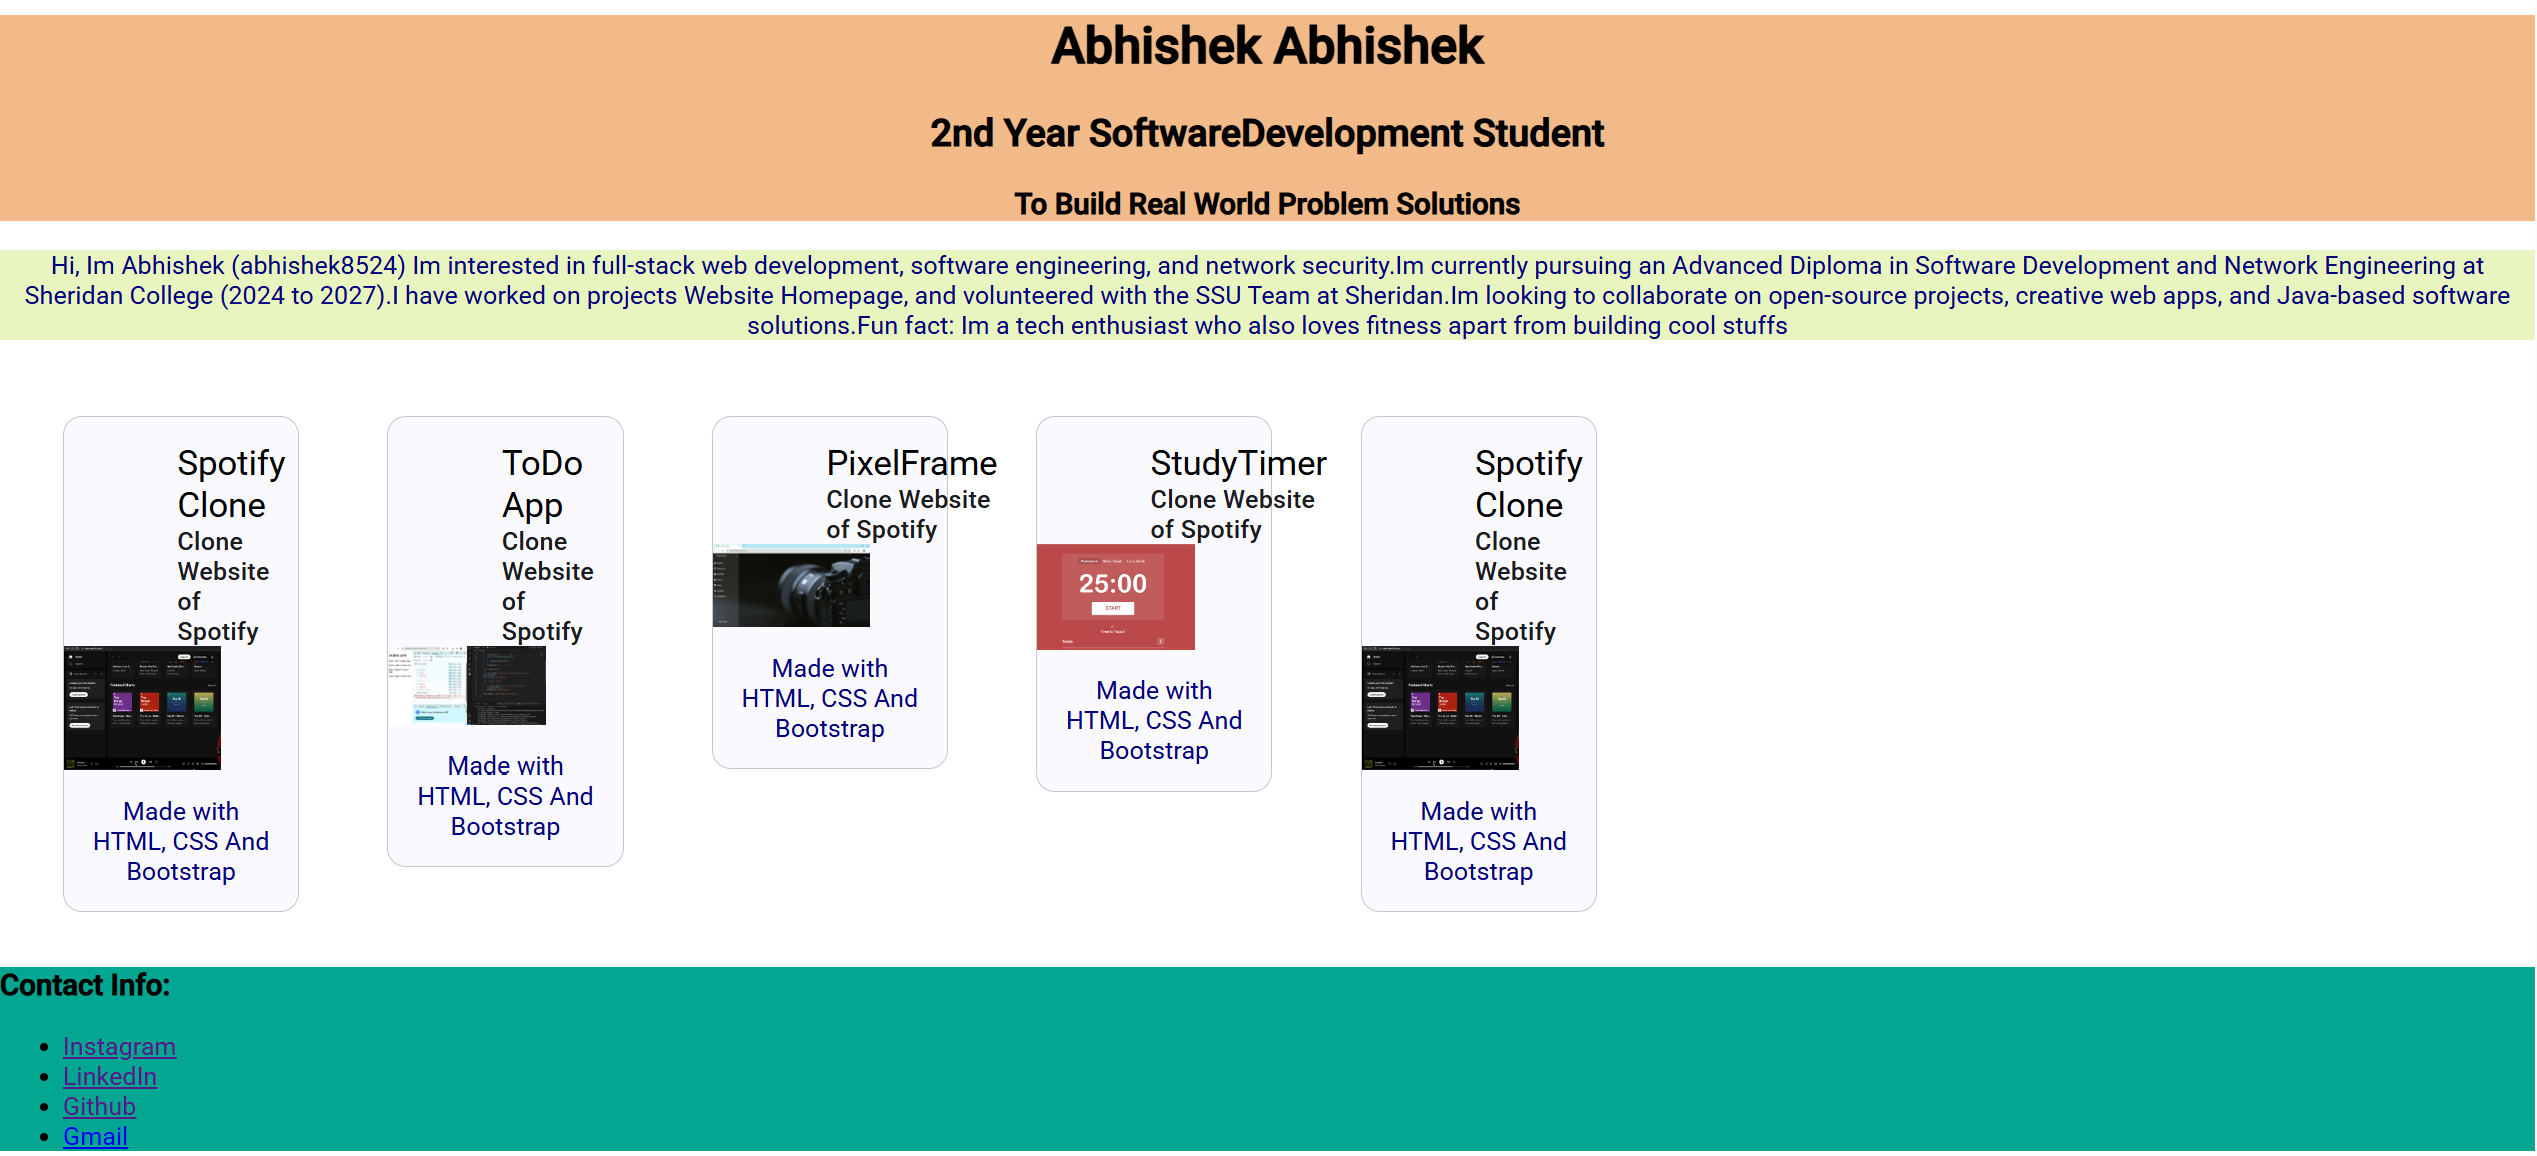 Abhishek Abhishek
2nd Year SoftwareDevelopment Student
To Build Real World Problem Solutions
Hi, Im Abhishek (abhishek8524) Im interested in full-stack web development, software engineering, and network security.Im currently pursuing an Advanced Diploma in Software Development and Network Engineering at
Sheridan College (2024 to 2027).I have worked on projects Website Homepage, and volunteered with the SSU Team at Sheridan.Im looking to collaborate on open-source projects, creative web apps, and Java-based software
solutions.Fun fact: Im a tech enthusiast who also loves fitness apart from building cool stuffs
Spotify
Clone
Clone
Website
of
Spotify
Made with
HTML, CSS And
Bootstrap
ToDo
App
Clone
Website
of
Spotify
Made with
HTML, CSS And
Bootstrap
PixelFrame
Clone Website
of Spotify
Made with
HTML, CSS And
Bootstrap
StudyTimer
Clone Website
of Spotify
25:00
START
Made with
HTML, CSS And
Bootstrap
Spotify
Clone
Clone
Website
of
Spotify
Made with
HTML, CSS And
Bootstrap
Contact Info:
Instagram
LinkedIn
Github
Gmail